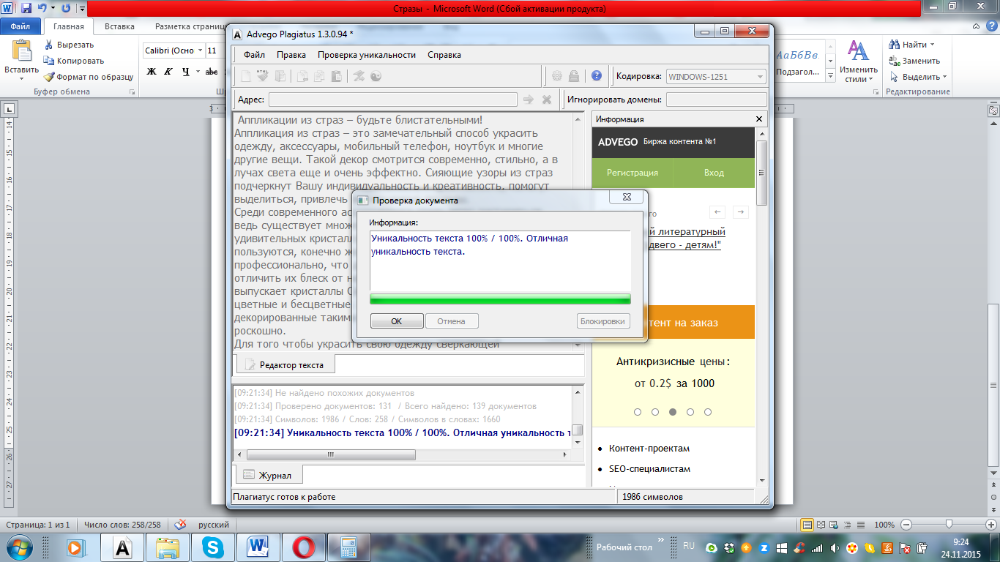 Стразы - Microsoft Word (Сбой активации продукта)
Файл
Главная
Вставка
Разметка страниц
Вставить
Вырезать
Копировать
Формат по образцу
Буфер обмена
Calibri (Осно
11
Ж К Ч abc
АаБбВв
Подзагол...
Изменить
стили
Найти
Заменить
Выделить
Редактирование
Advego Plagiatus 1.3.0.94 *
Файл Правка Проверка уникальности Справка
Кодировка: WINDOWS-1251
Адрес:
Игнорировать домены:
Аппликации из страз – будьте блистательными!
Аппликация из страз – это замечательный способ украсить
одежду, аксессуары, мобильный телефон, ноутбук и многие
другие вещи. Такой декор смотрится современно, стильно, а в
лучах света еще и очень эффектно. Сияющие узоры из страз
подчеркнут Вашу индивидуальность и креативность, помогут
выделиться, привлечь
Среди современного ас
ведь существует множ
удивительных кристалл
пользуются, конечно ж
профессионально, что
отличить их блеск от н
выпускает кристаллы С
цветные и бесцветные
декорированные таким
роскошно.
Для того чтобы украсить свою одежду сверкающей
Редактор текста
Проверка документа
Информация:
Уникальность текста 100% / 100%. Отличная
уникальность текста.
OK
Отмена
Блокировки
[09:21:34] Не найдено похожих документов
[09:21:34] Проверено документов: 131 / Всего найдено: 139 документов
[09:21:34] Символов: 1986 / Слов: 258 / Символов в словах: 1660
[09:21:34] Уникальность текста 100% / 100%. Отличная уникальность т
Журнал
Плагиатус готов к работе
1986 символов
Информация
ADVEGO Биржа контента №1
Регистрация
Вход
го
й литературный
двего - детям!"
тент на заказ
Антикризисные цены:
от 0.2$ за 1000
Контент-проектам
SEO-специалистам
Страница: 1 из 1
Число слов: 258/258
русский
100%
Рабочий стол
RU
9:24
24.11.2015